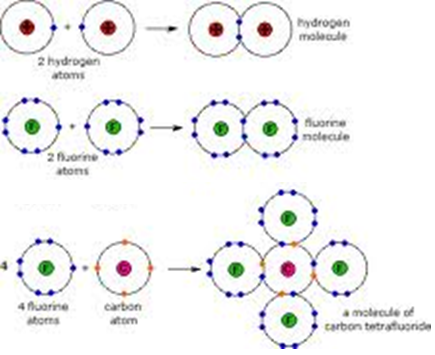 +
hydrogen
molecule
2 hydrogen
atoms
F + F
F F
fluorine
molecule
2 fluorine
atoms
F
4 F + C
F F
F
4 fluorine
atoms
carbon
atom
a molecule of
carbon tetrafluoride